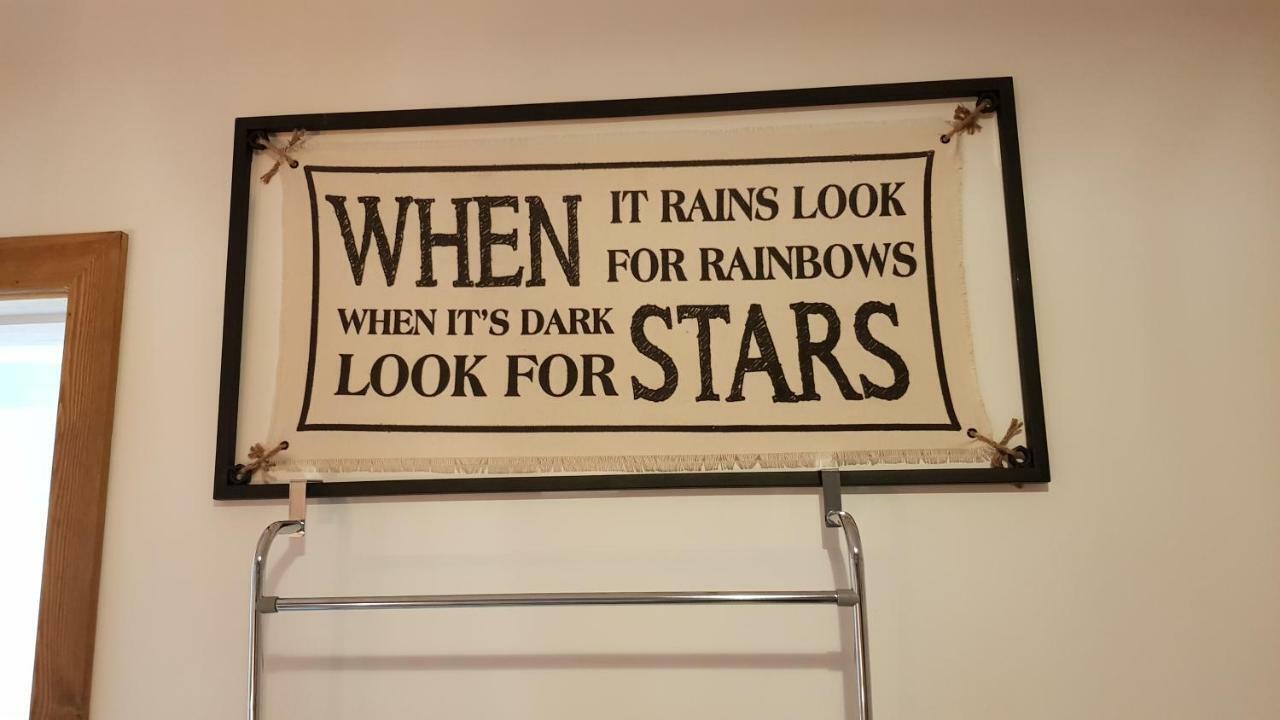 WHEN IT RAINS LOOK
FOR RAINBOWS
WHEN IT'S DARK
LOOK FOR STARS